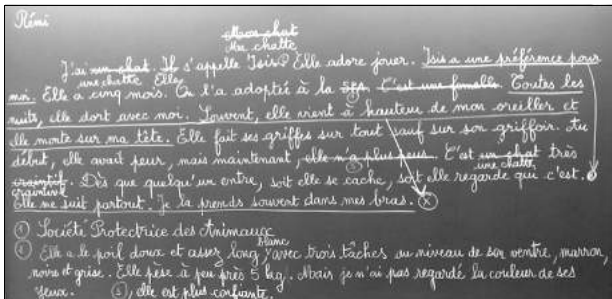 Rémi
Mon chat
Ma chatte
J'ai un chat. Il s'appelle Isis. Elle adore jouer. Isis a une préférence pour
une chatte Elle
moi. Elle a cinq mois. On l'a adoptée à la spa. C'est une femelle. Toutes les
①
nuits, elle dort avec moi. Souvent, elle vient à hauteur de mon oreiller et
elle monte sur ma tête. Elle fait ses griffes sur tout sauf sur son griffoir. Au
début, elle avait peur, mais maintenant, elle n'a plus peur. C'est un chat très
③ une chatte
craintif. Dès que quelqu'un entre, soit elle se cache, soit elle regarde qui c'est.
craintive
Elle me suit partout. Je la prends souvent dans mes bras. ⓧ
① Société Protectrice des Animaux
blanc
② Elle a le poil doux et assez long avec trois tâches au niveau de son ventre, marron,
noire et grise. Elle pèse à peu près 5 kg. Mais je n'ai pas regardé la couleur de ses
yeux. ③, elle est plus confiante.